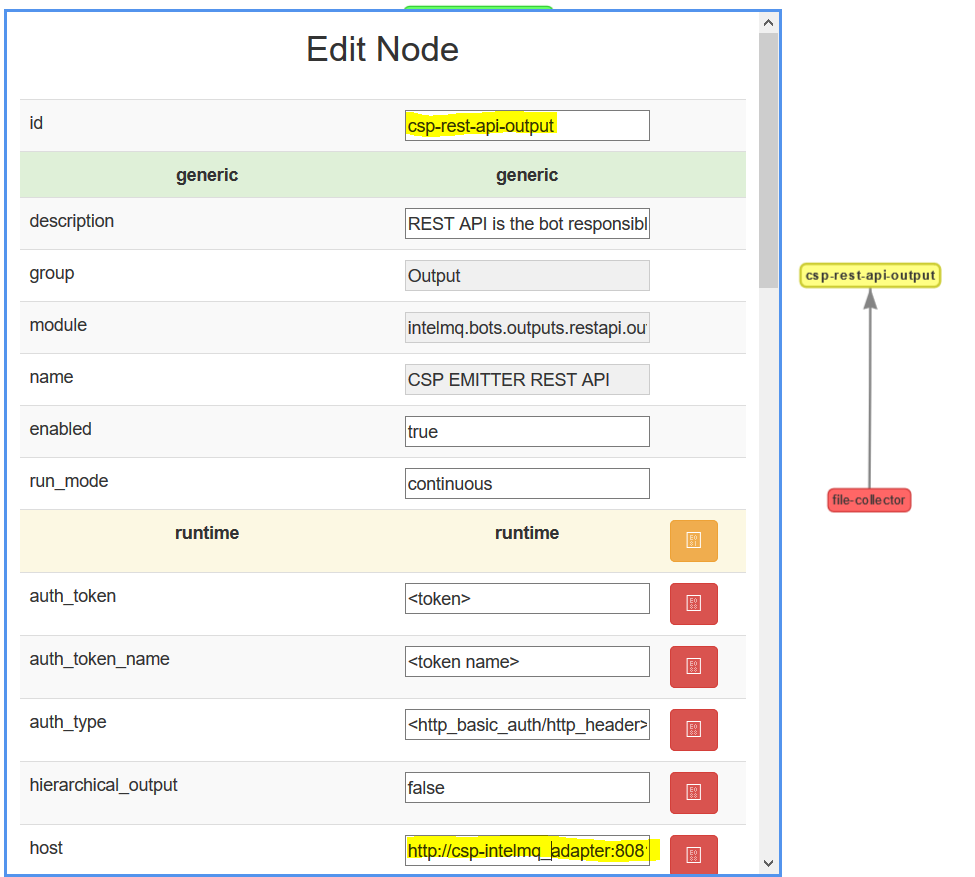 Edit Node
id csp-rest-api-output
generic generic
description REST API is the bot responsibl
group Output
module intelmq.bots.outputs.restapi.ou
name CSP EMITTER REST API
enabled true
run_mode continuous
runtime runtime
auth_token <token>
auth_token_name <token name>
auth_type <http_basic_auth/http_header>
hierarchical_output false
host http://csp-intelmq_adapter:808
csp-rest-api-output
file-collector